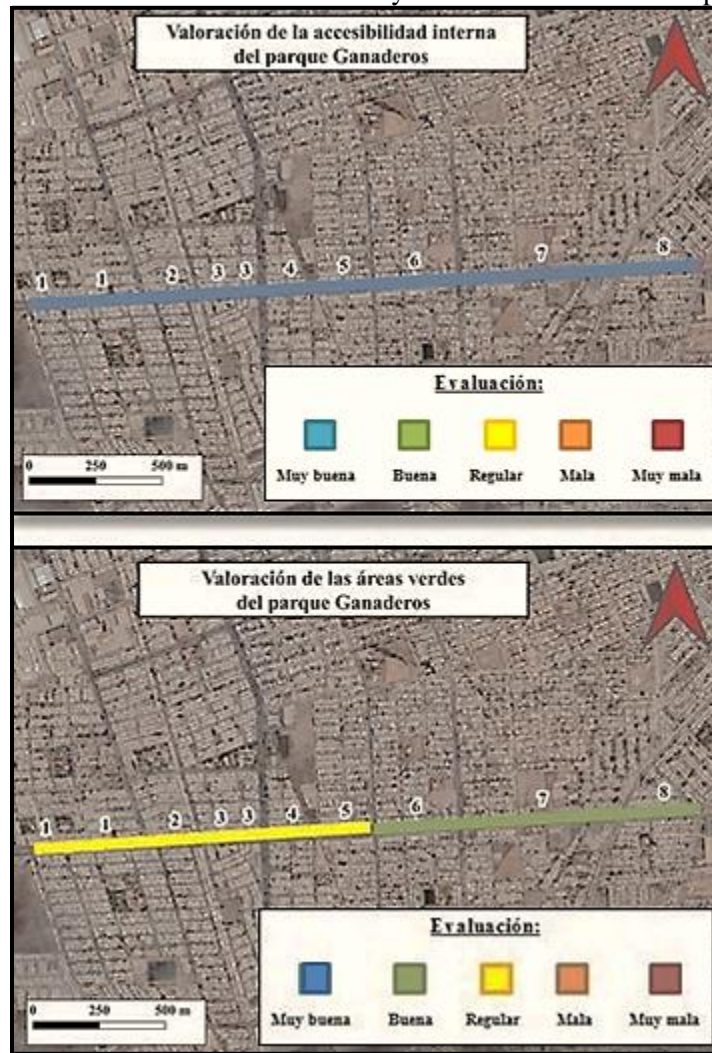 Valoración de la accesibilidad interna
del parque Ganaderos
1 1 2 3 3 4 5 6 7 8
Evaluación:
Muy buena Buena Regular Mala Muy mala
0 250 500 m
Valoración de las áreas verdes
del parque Ganaderos
1 1 2 3 3 4 5 6 7 8
Evaluación:
Muy buena Buena Regular Mala Muy mala
0 250 500 m